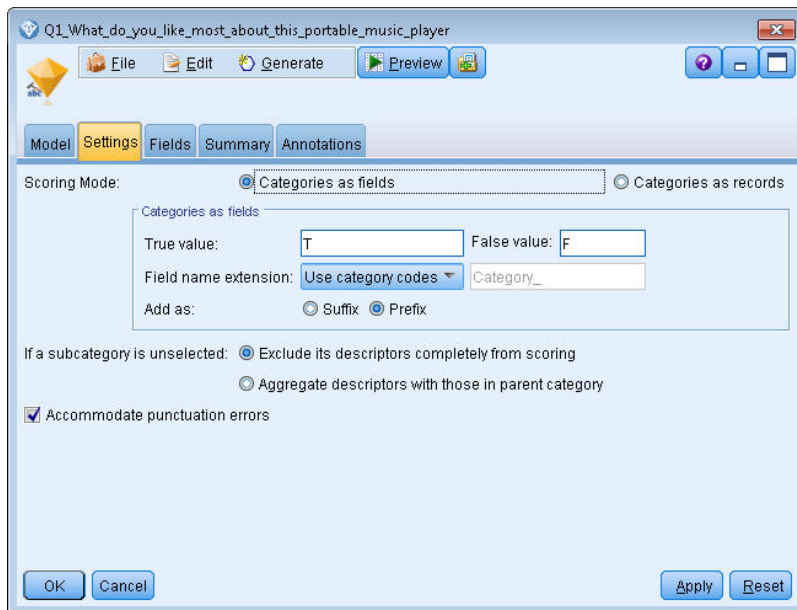 Q1_What_do_you_like_most_about_this_portable_music_player
File Edit Generate Preview
abc
Model Settings Fields Summary Annotations
Scoring Mode: Categories as fields Categories as records
Categories as fields
True value: T False value: F
Field name extension: Use category codes Category_
Add as: Suffix Prefix
If a subcategory is unselected: Exclude its descriptors completely from scoring
Aggregate descriptors with those in parent category
Accommodate punctuation errors
OK Cancel Apply Reset